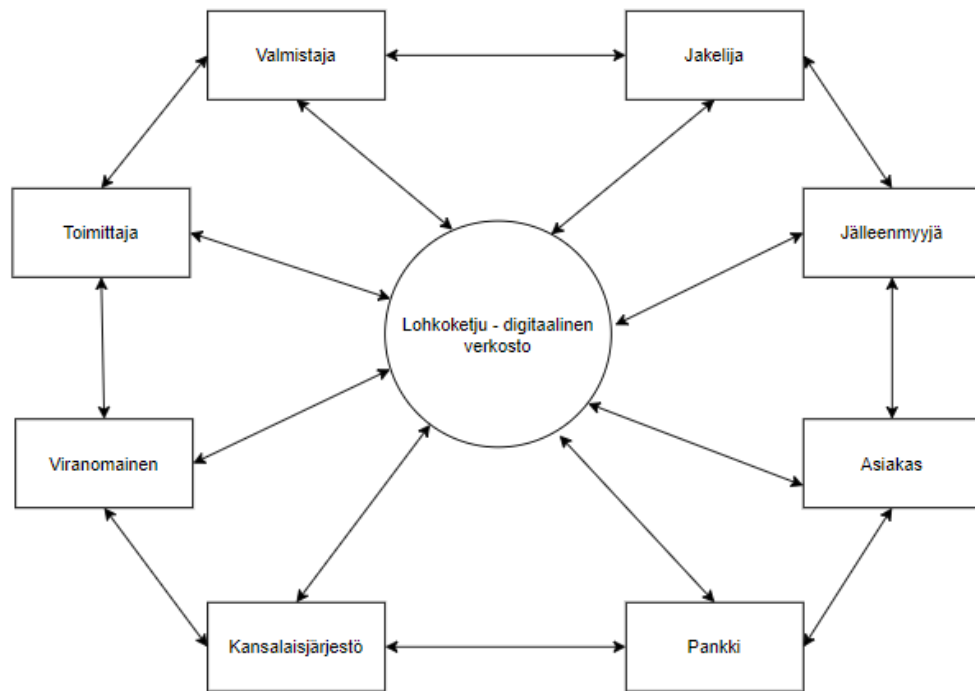 Valmistaja
Jakelija
Toimittaja
Jälleenmyyjä
Lohkoketju - digitaalinen
verkosto
Viranomainen
Asiakas
Kansalaisjärjestö
Pankki